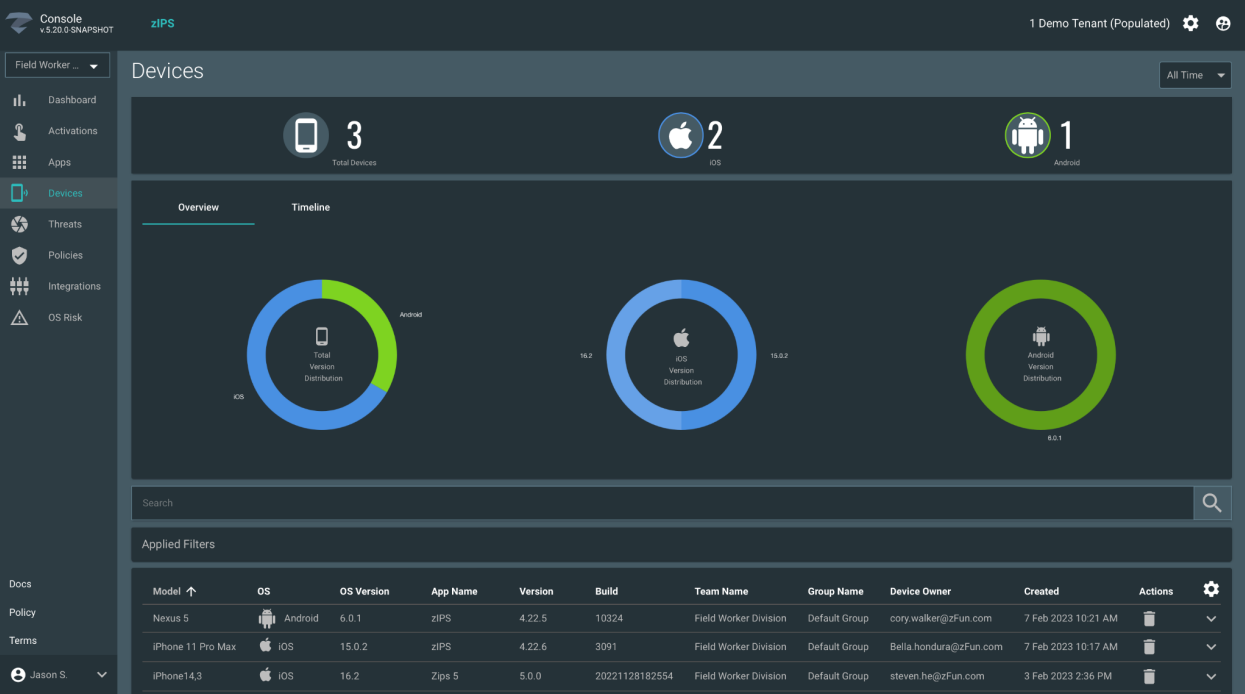 Console
v.5.20.0-SNAPSHOT
zIPS
1 Demo Tenant (Populated)
Field Worker ...
Dashboard
Activations
Apps
Devices
Threats
Policies
Integrations
OS Risk
Docs
Policy
Terms
Jason S.
Devices
All Time
3
Total Devices
2
iOS
1
Android
Overview
Timeline
Android
iOS
Total
Version
Distribution
16.2
15.0.2
iOS
Version
Distribution
Android
Version
Distribution
6.0.1
Search
Applied Filters
Model OS OS Version App Name Version Build Team Name Group Name Device Owner Created Actions
Nexus 5 Android 6.0.1 zIPS 4.22.5 10324 Field Worker Division Default Group cory.walker@zFun.com 7 Feb 2023 10:21 AM
iPhone 11 Pro Max iOS 15.0.2 zIPS 4.22.6 3091 Field Worker Division Default Group Bella.hondura@zFun.com 7 Feb 2023 10:17 AM
iPhone14,3 iOS 16.2 Zips 5 5.0.0 20221128182554 Field Worker Division Default Group steven.he@zFun.com 3 Feb 2023 2:36 PM